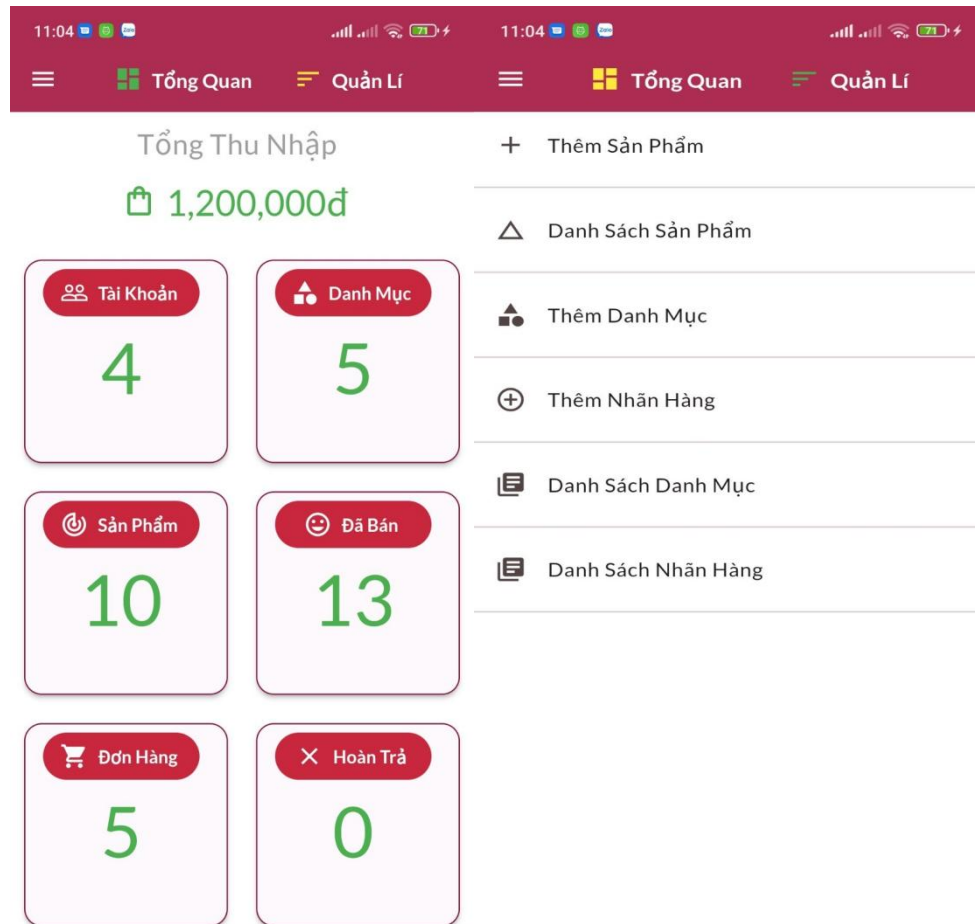 11:04
71
Tổng Quan
Quản Lí
Tổng Thu Nhập
1,200,000đ
Tài Khoản
4
Danh Mục
5
Sản Phẩm
10
Đã Bán
13
Đơn Hàng
5
Hoàn Trả
0
11:04
71
Tổng Quan
Quản Lí
Thêm Sản Phẩm
Danh Sách Sản Phẩm
Thêm Danh Mục
Thêm Nhãn Hàng
Danh Sách Danh Mục
Danh Sách Nhãn Hàng